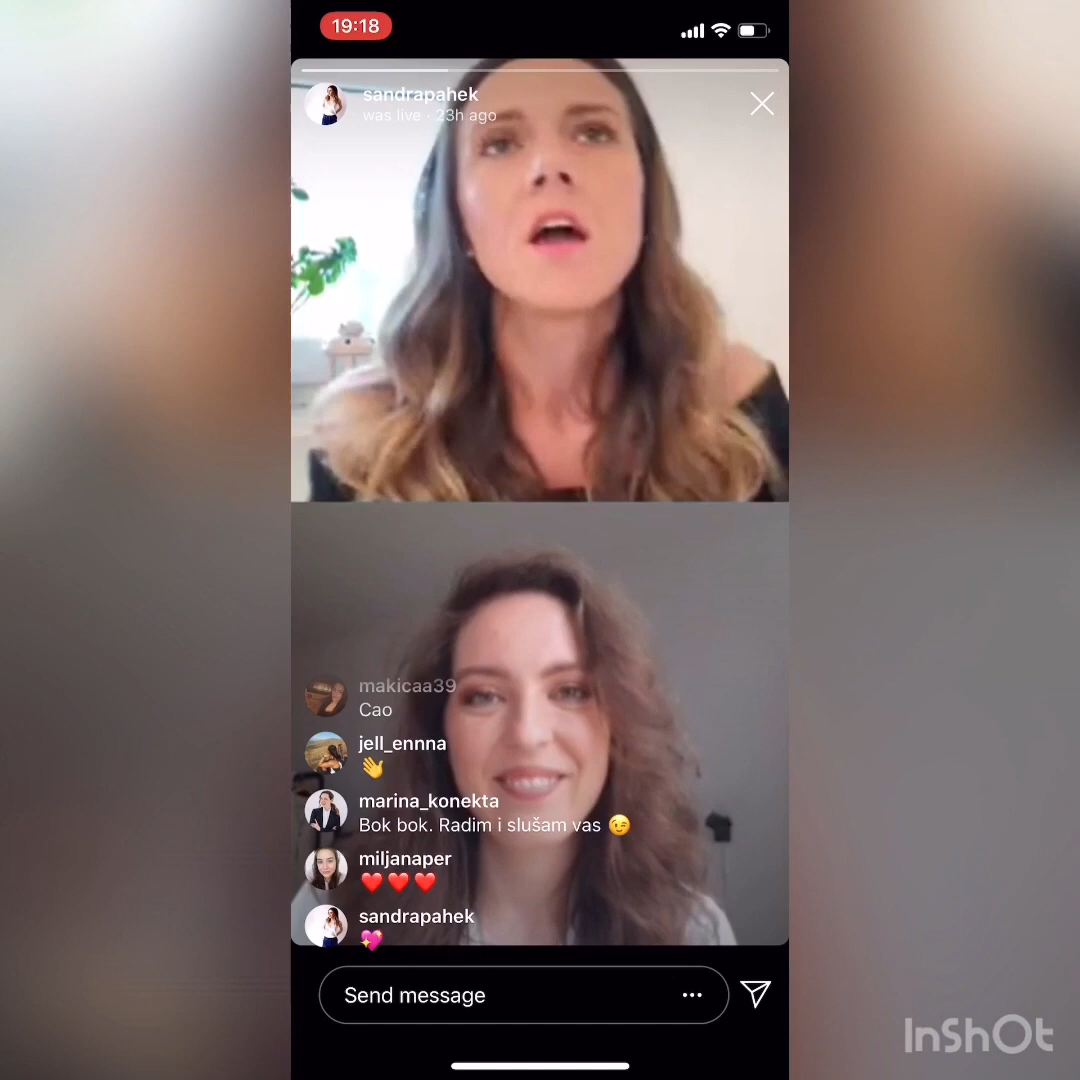 19:18
sandrapahek
was live · 23h ago
makicaa39
Cao
jell_ennna
marina_konekta
Bok bok. Radim i slušam vas 😉
miljanaper
❤️❤️❤️
sandrapahek
💖
Send message
InShOt